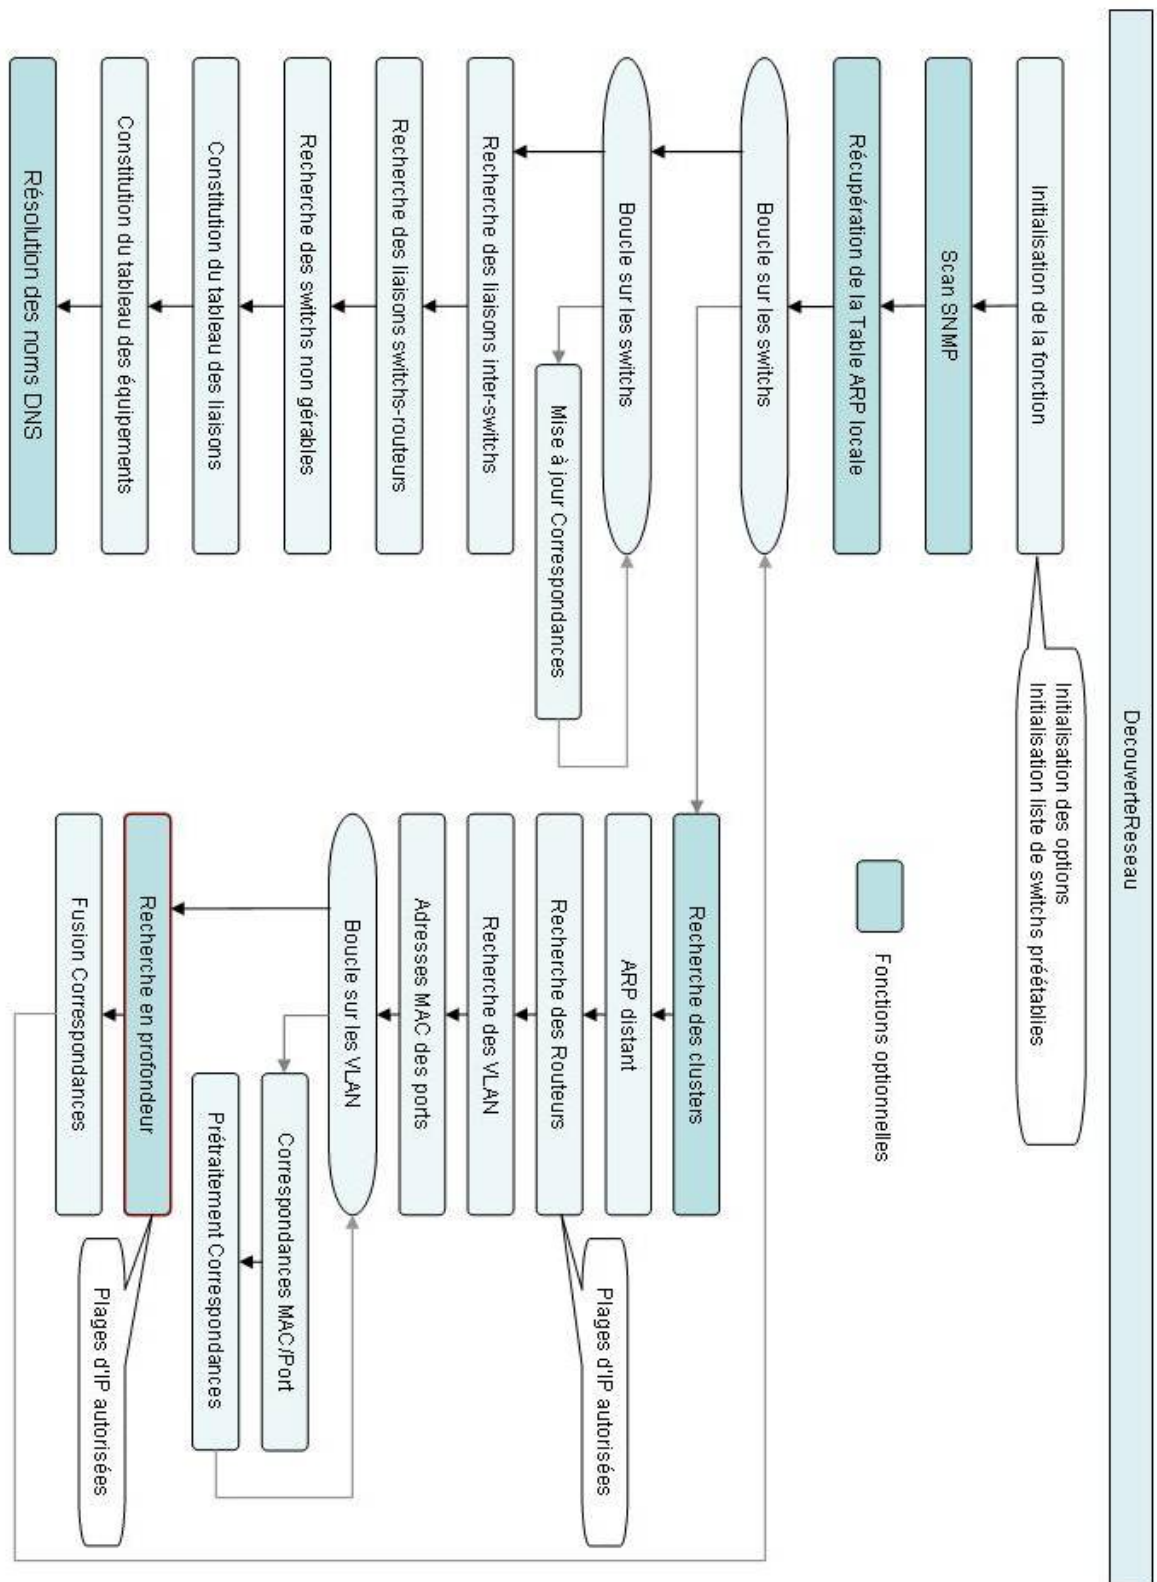 DecouverteReseau
Initialisation de la fonction
Initialisation des options
Initialisation liste de switchs préétablies
Scan SNMP
Récupération de la Table ARP locale
Fonctions optionnelles
Boucle sur les switchs
Boucle sur les switchs
Mise à jour Correspondances
Recherche des liaisons inter-switchs
Recherche des liaisons switchs-routeurs
Recherche des switchs non gérables
Constitution du tableau des liaisons
Constitution du tableau des équipements
Résolution des noms DNS
Recherche des clusters
ARP distant
Recherche des Routeurs
Plages d'IP autorisées
Recherche des VLAN
Adresses MAC des ports
Boucle sur les VLAN
Correspondances MAC/Port
Prétraitement Correspondances
Recherche en profondeur
Plages d'IP autorisées
Fusion Correspondances